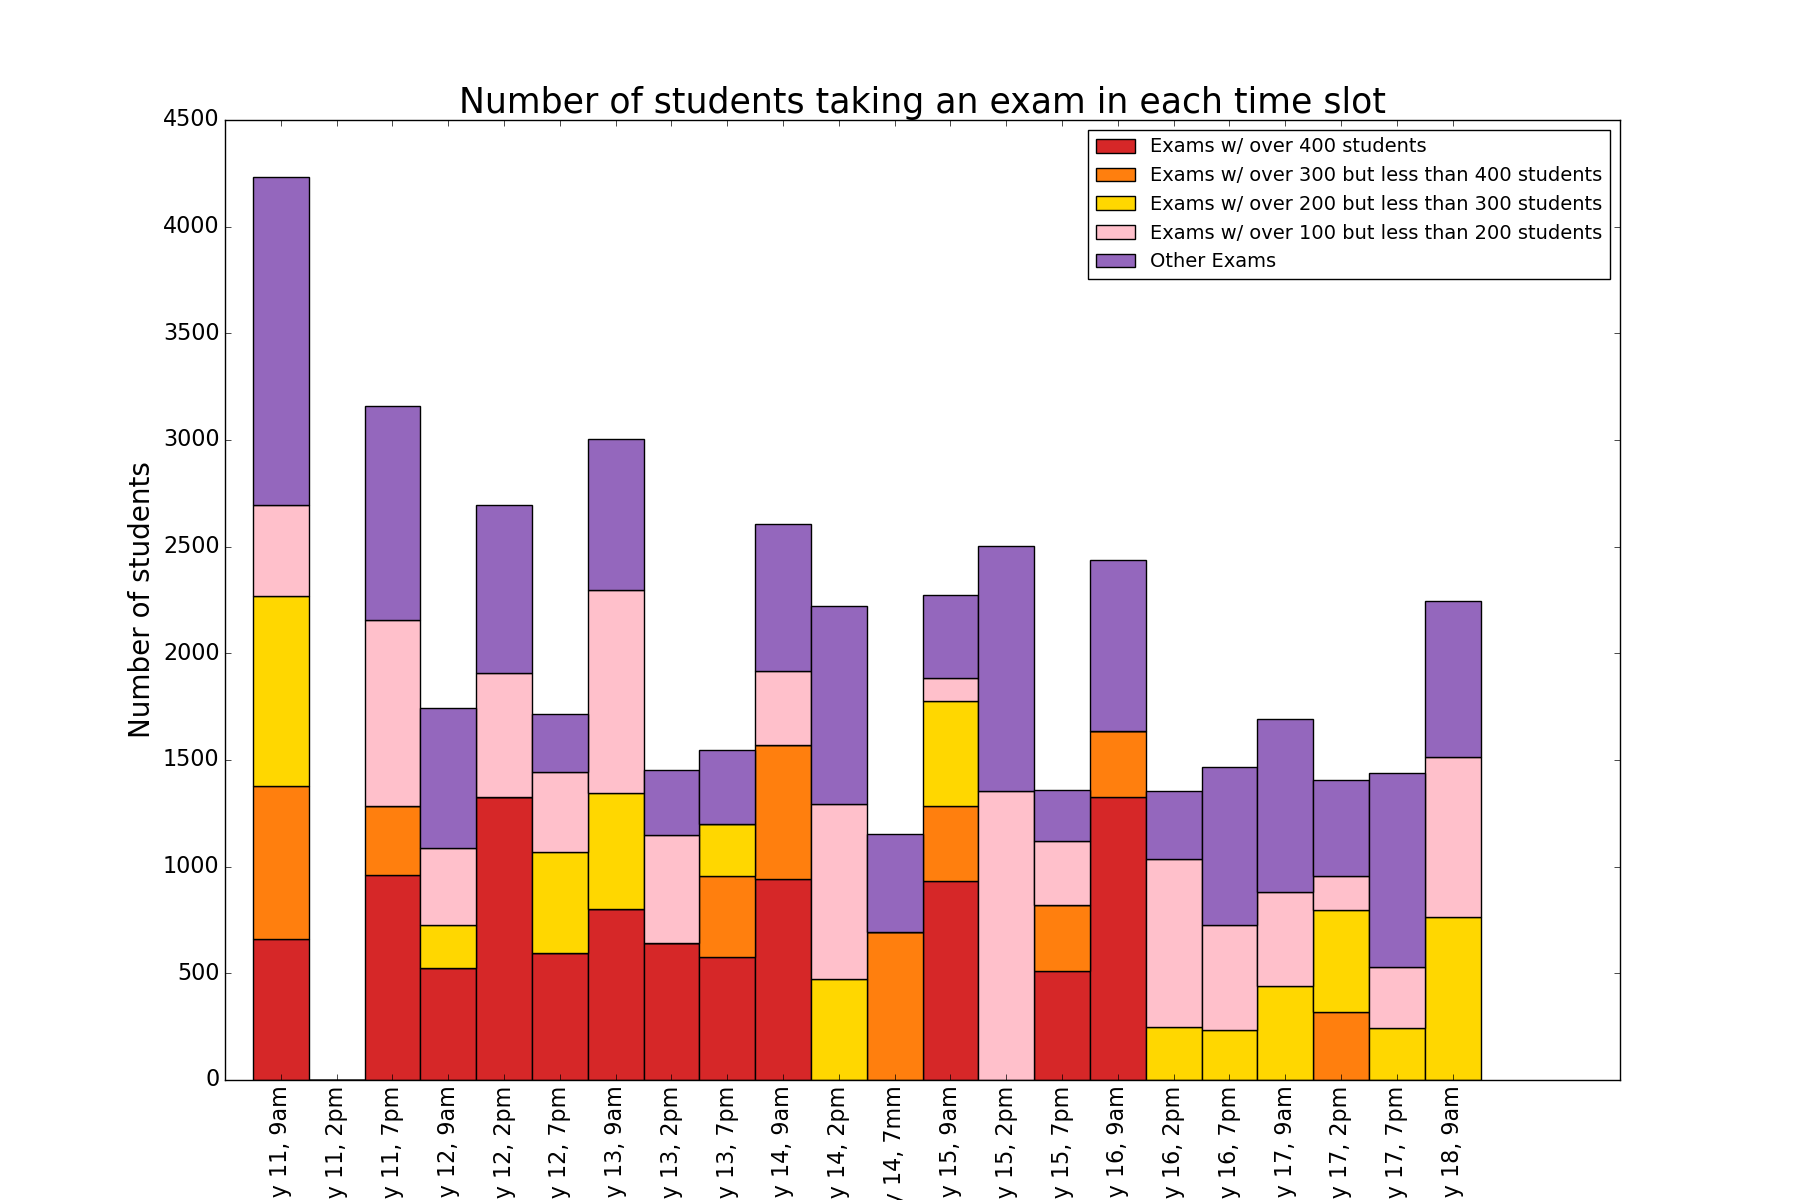 Number of students taking an exam in each time slot
Exams w/ over 400 students
Exams w/ over 300 but less than 400 students
Exams w/ over 200 but less than 300 students
Exams w/ over 100 but less than 200 students
Other Exams
4500
4000
3500
3000
2500
2000
1500
1000
500
0
Number of students
y 11, 9am
y 11, 2pm
y 11, 7pm
y 12, 9am
y 12, 2pm
y 12, 7pm
y 13, 9am
y 13, 2pm
y 13, 7pm
y 14, 9am
y 14, 2pm
y 14, 7mm
y 15, 9am
y 15, 2pm
y 15, 7pm
y 16, 9am
y 16, 2pm
y 16, 7pm
y 17, 9am
y 17, 2pm
y 17, 7pm
y 18, 9am